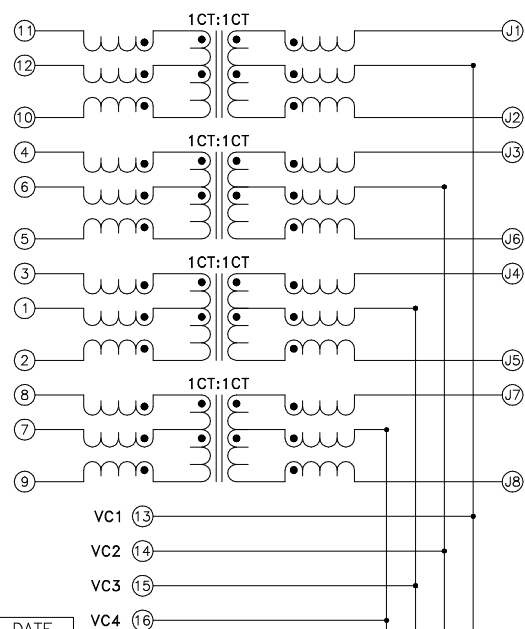 1CT:1CT
11 J1
12
10 J2
1CT:1CT
4 J3
6
5 J6
1CT:1CT
3 J4
1
2 J5
1CT:1CT
8 J7
7
9 J8
VC1 13
VC2 14
VC3 15
VC4 16
DATE